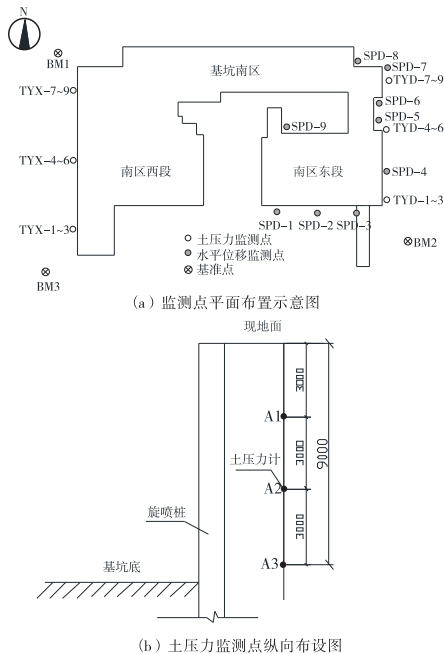 N
BM1
SPD-8
基坑南区
SPD-7
TYD-7~9
TYX-7~9
SPD-6
SPD-5
TYD-4~6
SPD-9
TYX-4~6
南区西段
南区东段
SPD-4
TYD-1~3
TYX-1~3
SPD-1 SPD-2 SPD-3
土压力监测点
水平位移监测点
基准点
BM2
BM3
(a) 监测点平面布置示意图
现地面
A1
土压力计
A2
9000
旋喷桩
A3
基坑底
(b) 土压力监测点纵向布设图